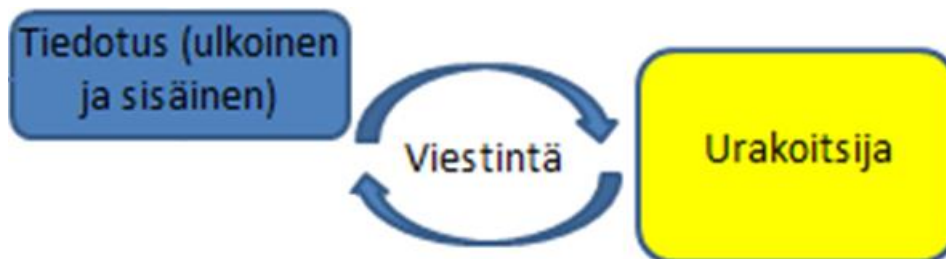 Tiedotus (ulkoinen
ja sisäinen)
Viestintä
Urakoitsija